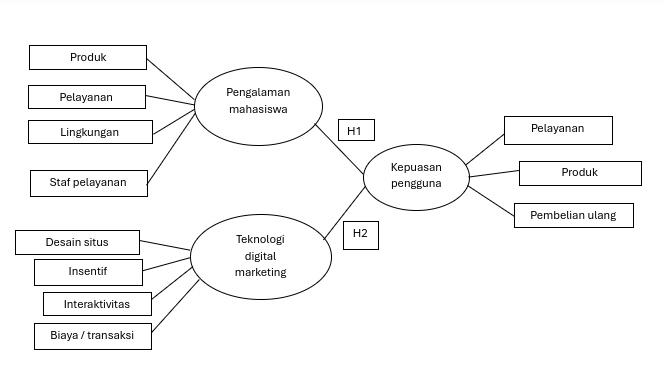 Produk
Pelayanan
Lingkungan
Staf pelayanan
Pengalaman
mahasiswa
H1
Desain situs
Insentif
Interaktivitas
Biaya / transaksi
Teknologi
digital
marketing
H2
Kepuasan
pengguna
Pelayanan
Produk
Pembelian ulang